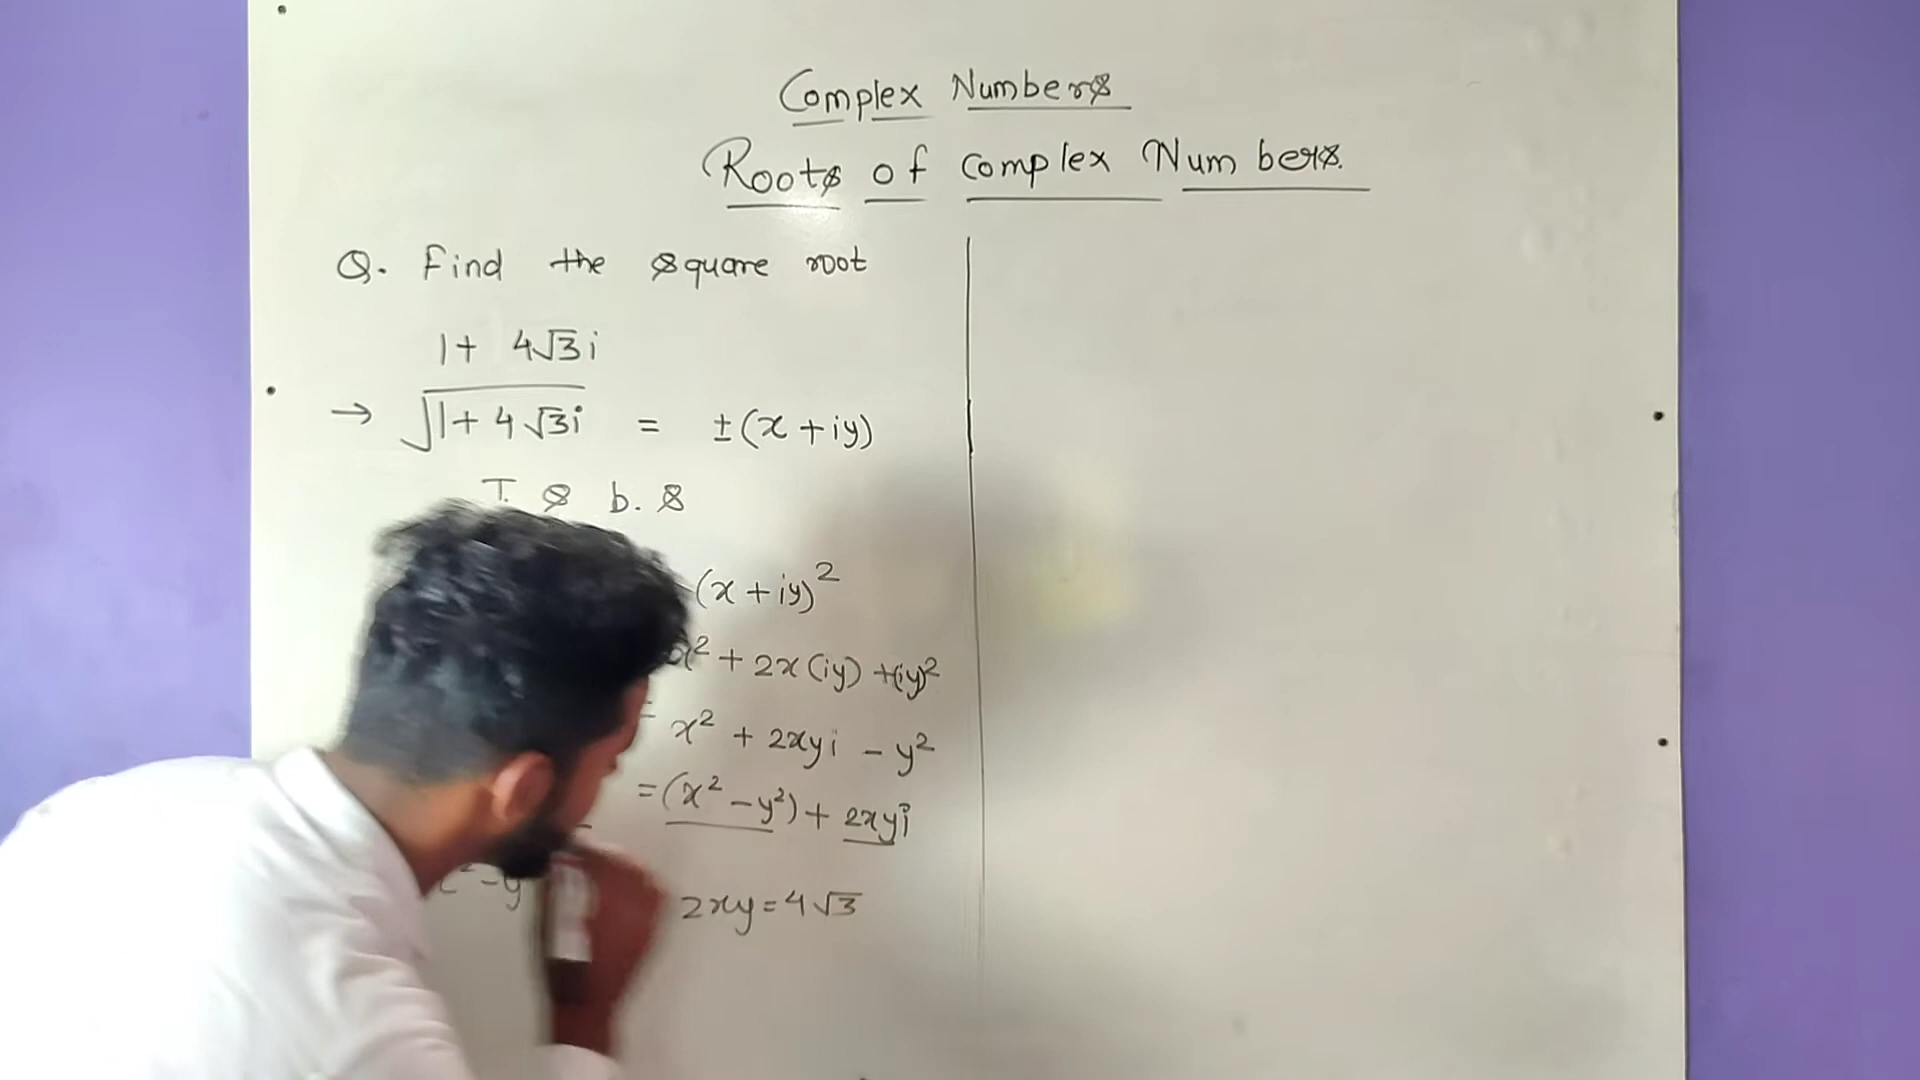 Complex Numbers
Roots of complex Numbers.
Q. Find the square root
1 + 4√3i
→ √1 + 4√3i = ±(x + iy)
T. S b. S
(x + iy)²
x² + 2x(iy) + (iy)²
= x² + 2xyi - y²
= (x² - y²) + 2xyi
x² - y 2xy = 4√3